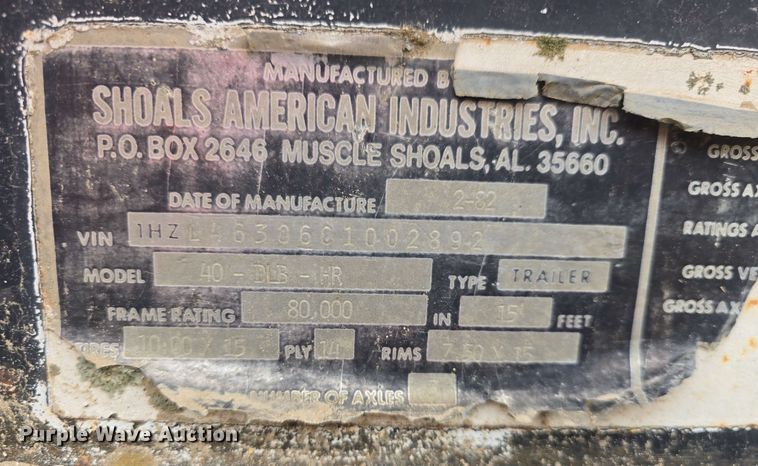 MANUFACTURED B
SHOALS AMERICAN INDUSTRIES, INC.
P.O. BOX 2646 MUSCLE SHOALS, AL. 35660
DATE OF MANUFACTURE 2-82
VIN 1HZL46306C1002892
MODEL 40-DLB-HR TYPE TRAILER
FRAME RATING 80,000 IN 15 FEET
TIRES 10:00 X 15 PLY 14 RIMS 7.50 X 15
NUMBER OF AXLES
GROSS
GROSS AX
RATINGS A
GROSS VE
GROSS AX
Purple Wave Auction